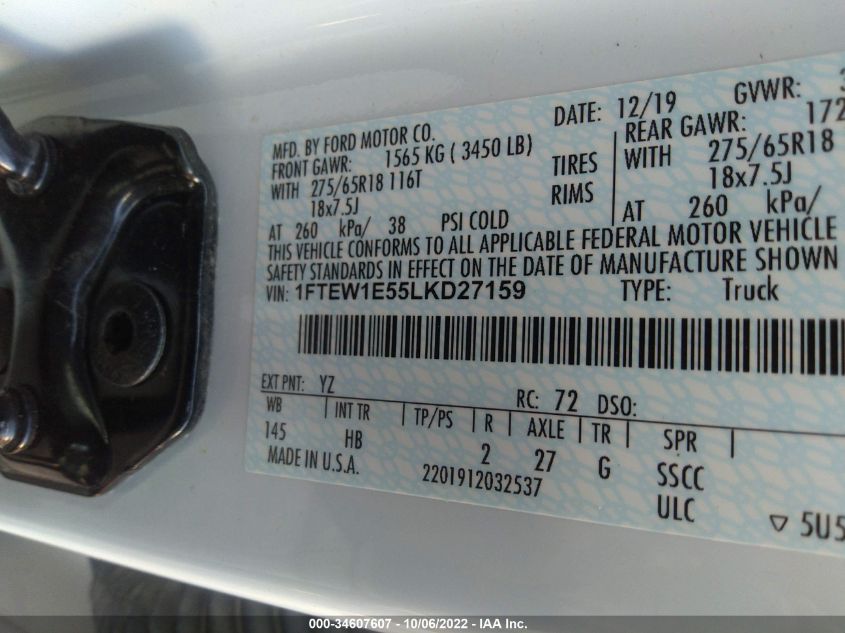 DATE: 12/19 GVWR: 3
MFD. BY FORD MOTOR CO.
FRONT GAWR: 1565 KG ( 3450 LB) REAR GAWR: 172
WITH 275/65R18 116T TIRES WITH 275/65R18
18x7.5J RIMS 18x7.5J
AT 260 kPa/ 38 PSI COLD AT 260 kPa/
THIS VEHICLE CONFORMS TO ALL APPLICABLE FEDERAL MOTOR VEHICLE
SAFETY STANDARDS IN EFFECT ON THE DATE OF MANUFACTURE SHOWN
VIN: 1FTEW1E55LKD27159 TYPE: Truck
EXT PNT: YZ RC: 72 DSO:
WB INT TR TP/PS R AXLE TR SPR
145 HB 2 27 G SSCC
MADE IN U.S.A. 2201912032537 ULC
▽ 5U5
000-34607607 - 10/06/2022 - IAA Inc.